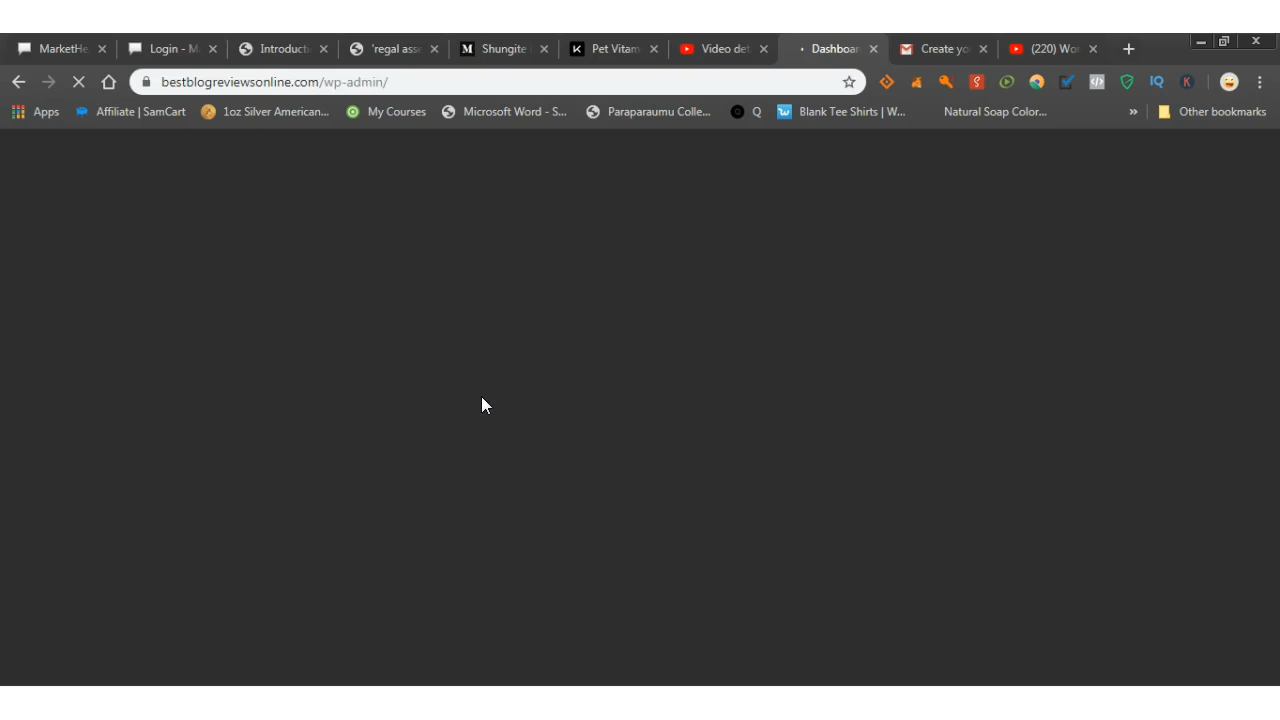 MarketHe
Login - M
Introducti
'regal asse
Shungite
Pet Vitam
Video det
Dashboar
Create yo
(220) Wor
bestblogreviewsonline.com/wp-admin/
Apps
Affiliate | SamCart
1oz Silver American...
My Courses
Microsoft Word - S...
Paraparaumu Colle...
Q
Blank Tee Shirts | W...
Natural Soap Color...
»
Other bookmarks